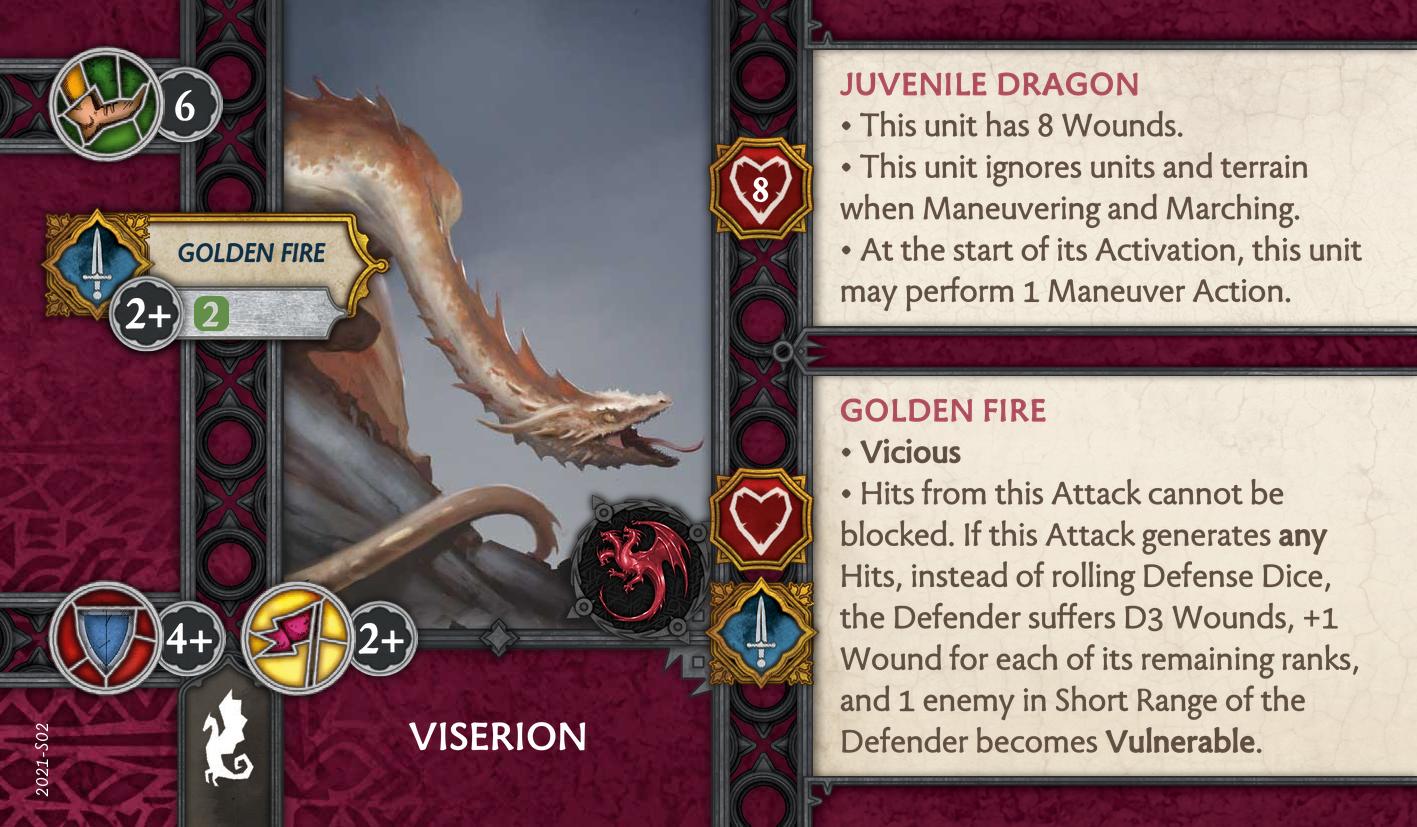 6
GOLDEN FIRE
2+ 2
4+ 2+
VISERION
2021-S02
8
JUVENILE DRAGON
• This unit has 8 Wounds.
• This unit ignores units and terrain
when Maneuvering and Marching.
• At the start of its Activation, this unit
may perform 1 Maneuver Action.
GOLDEN FIRE
• Vicious
• Hits from this Attack cannot be
blocked. If this Attack generates any
Hits, instead of rolling Defense Dice,
the Defender suffers D3 Wounds, +1
Wound for each of its remaining ranks,
and 1 enemy in Short Range of the
Defender becomes Vulnerable.